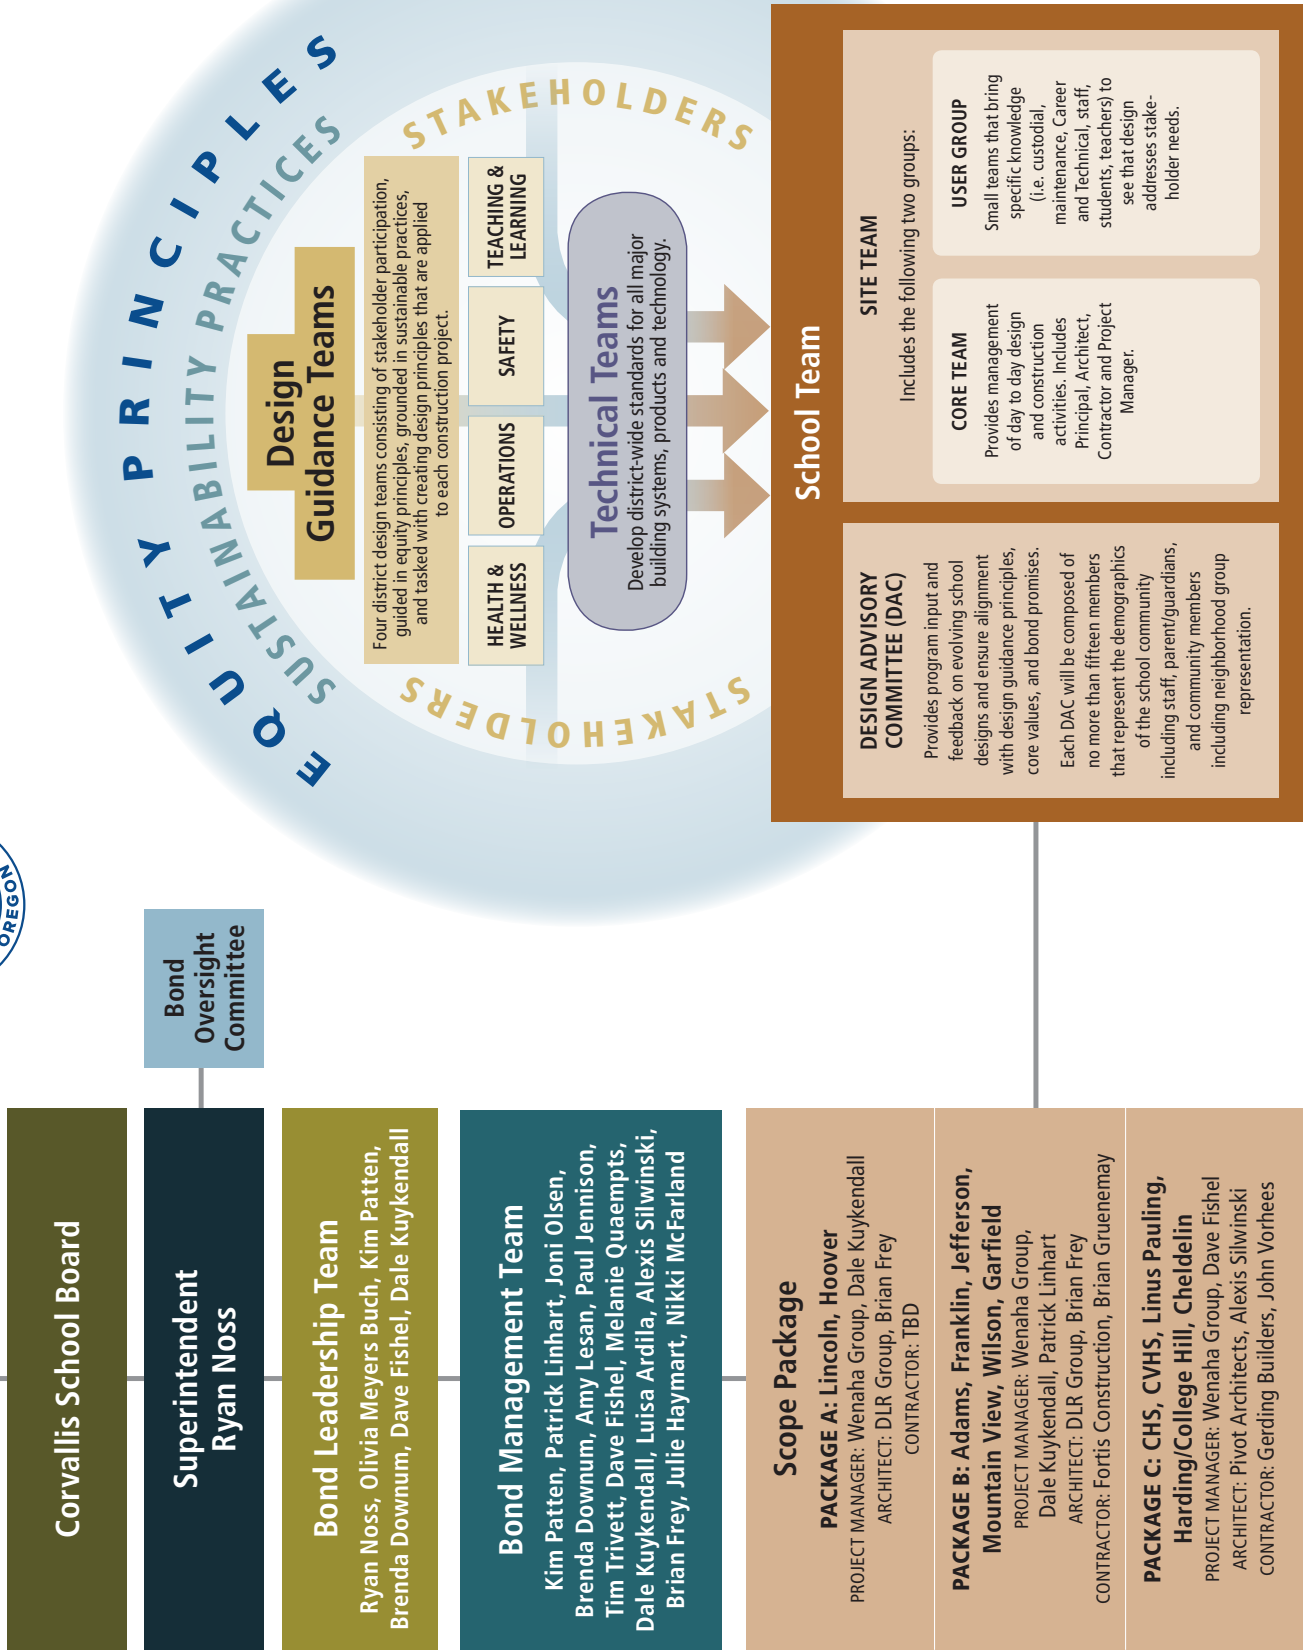 OREGON
Corvallis School Board
Superintendent
Ryan Noss
Bond
Oversight
Committee
Bond Leadership Team
Ryan Noss, Olivia Meyers Buch, Kim Patten,
Brenda Downum, Dave Fishel, Dale Kuykendall
Bond Management Team
Kim Patten, Patrick Linhart, Joni Olsen,
Brenda Downum, Amy Lesan, Paul Jennison,
Tim Trivett, Dave Fishel, Melanie Quaempts,
Dale Kuykendall, Luisa Ardila, Alexis Silwinski,
Brian Frey, Julie Haymart, Nikki McFarland
Scope Package
PACKAGE A: Lincoln, Hoover
PROJECT MANAGER: Wenaha Group, Dale Kuykendall
ARCHITECT: DLR Group, Brian Frey
CONTRACTOR: TBD
PACKAGE B: Adams, Franklin, Jefferson,
Mountain View, Wilson, Garfield
PROJECT MANAGER: Wenaha Group,
Dale Kuykendall, Patrick Linhart
ARCHITECT: DLR Group, Brian Frey
CONTRACTOR: Fortis Construction, Brian Gruenemay
PACKAGE C: CHS, CVHS, Linus Pauling,
Harding/College Hill, Cheldelin
PROJECT MANAGER: Wenaha Group, Dave Fishel
ARCHITECT: Pivot Architects, Alexis Silwinski
CONTRACTOR: Gerding Builders, John Vorhees
EQUITY PRINCIPLES
SUSTAINABILITY PRACTICES
STAKEHOLDERS
STAKEHOLDERS
Design
Guidance Teams
Four district design teams consisting of stakeholder participation,
guided in equity principles, grounded in sustainable practices,
and tasked with creating design principles that are applied
to each construction project.
HEALTH &
WELLNESS
OPERATIONS
SAFETY
TEACHING &
LEARNING
Technical Teams
Develop district-wide standards for all major
building systems, products and technology.
School Team
DESIGN ADVISORY
COMMITTEE (DAC)
Provides program input and
feedback on evolving school
designs and ensure alignment
with design guidance principles,
core values, and bond promises.
Each DAC will be composed of
no more than fifteen members
that represent the demographics
of the school community
including staff, parent/guardians,
and community members
including neighborhood group
representation.
SITE TEAM
Includes the following two groups:
CORE TEAM
Provides management
of day to day design
and construction
activities. Includes
Principal, Architect,
Contractor and Project
Manager.
USER GROUP
Small teams that bring
specific knowledge
(i.e. custodial,
maintenance, Career
and Technical, staff,
students, teachers) to
see that design
addresses stake-
holder needs.